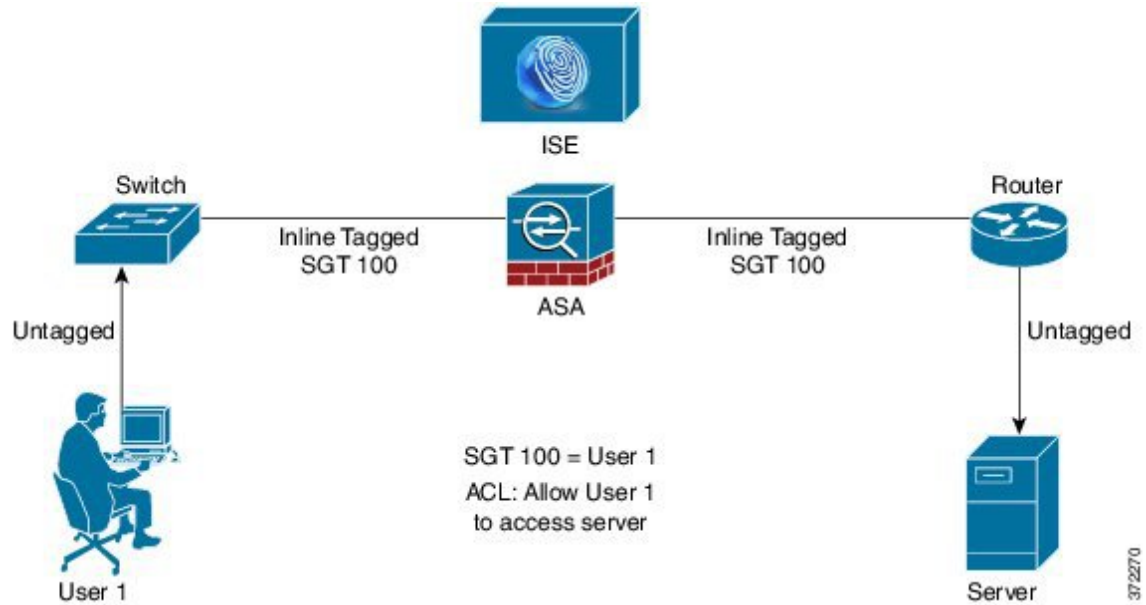 ISE
Switch
Router
Inline Tagged
SGT 100
Inline Tagged
SGT 100
ASA
Untagged
Untagged
SGT 100 = User 1
ACL: Allow User 1
to access server
User 1
Server
372270